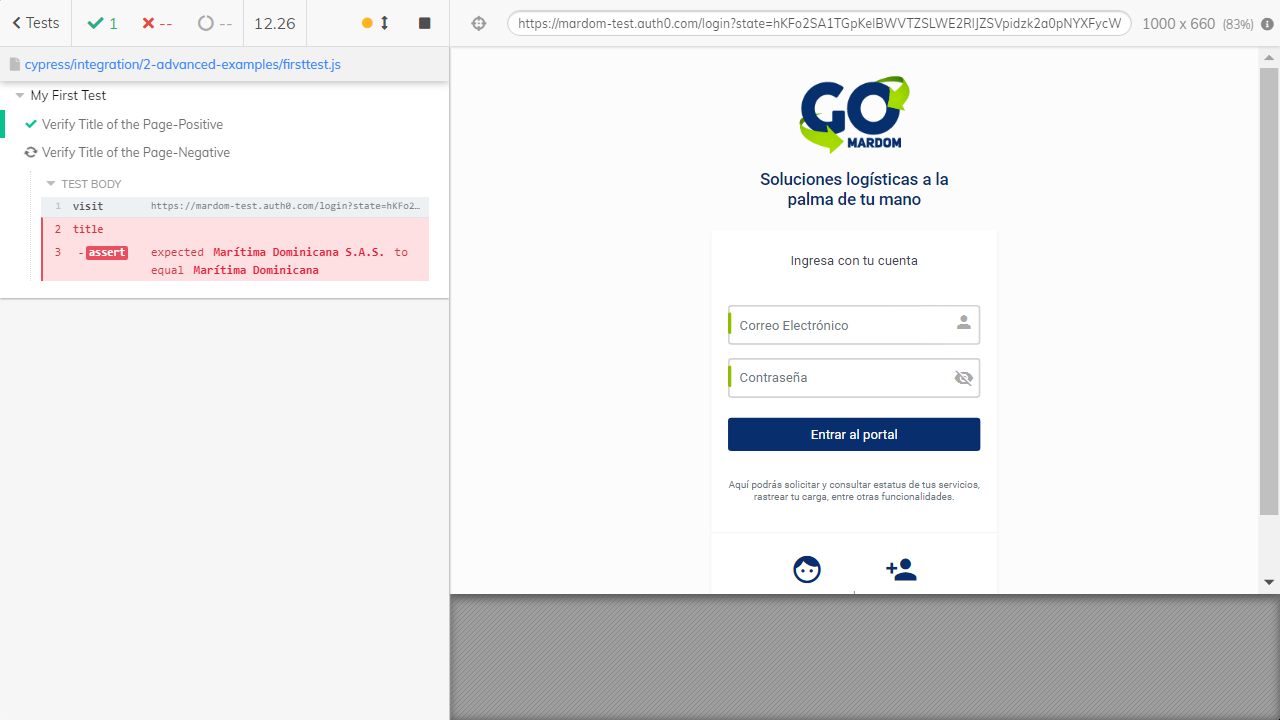 Tests
1
--
--
12.26
https://mardom-test.auth0.com/login?state=hKFo2SA1TGpKelBWVTZSLWE2RlJZSVpidzk2a0pNYXFycW
1000 x 660 (83%)
cypress/integration/2-advanced-examples/firsttest.js
My First Test
Verify Title of the Page-Positive
Verify Title of the Page-Negative
TEST BODY
1 visit https://mardom-test.auth0.com/login?state=hKFo2…
2 title
3 -assert expected Marítima Dominicana S.A.S. to
equal Marítima Dominicana
GO
MARDOM
Soluciones logísticas a la
palma de tu mano
Ingresa con tu cuenta
Correo Electrónico
Contraseña
Entrar al portal
Aquí podrás solicitar y consultar estatus de tus servicios,
rastrear tu carga, entre otras funcionalidades.